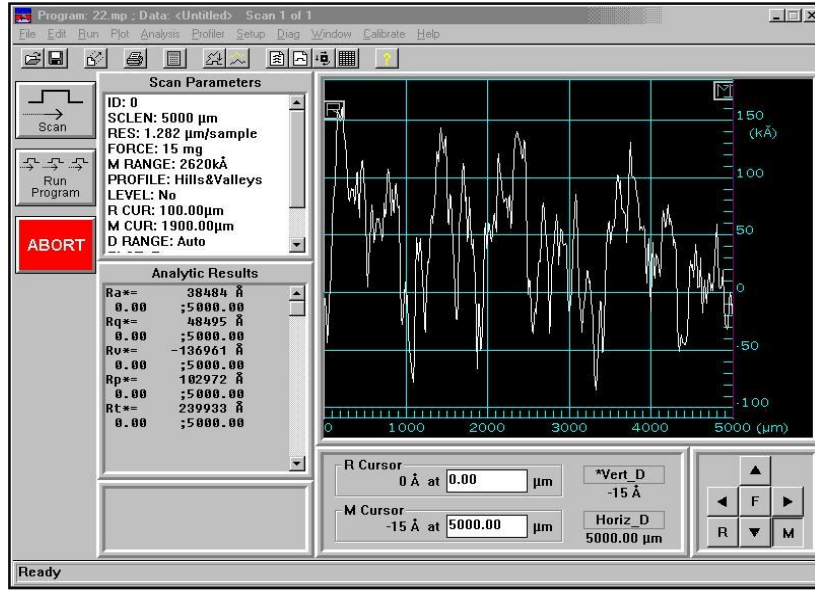 Program: 22.mp ; Data: <Untitled> Scan 1 of 1
File Edit Run Plot Analysis Profiler Setup Diag Window Calibrate Help
Scan
Run
Program
ABORT
Scan Parameters
ID: 0
SCLEN: 5000 µm
RES: 1.282 µm/sample
FORCE: 15 mg
M RANGE: 2620kÅ
PROFILE: Hills&Valleys
LEVEL: No
R CUR: 100.00µm
M CUR: 1900.00µm
D RANGE: Auto
Analytic Results
Ra*= 38484 Å
0.00 ;5000.00
Rq*= 48495 Å
0.00 ;5000.00
Rv*= -136961 Å
0.00 ;5000.00
Rp*= 102972 Å
0.00 ;5000.00
Rt*= 239933 Å
0.00 ;5000.00
R
M
150
(kÅ)
100
50
0
-50
-100
0 1000 2000 3000 4000 5000 (µm)
R Cursor
0 Å at 0.00 µm
M Cursor
-15 Å at 5000.00 µm
*Vert_D
-15 Å
Horiz_D
5000.00 µm
F
R M
Ready